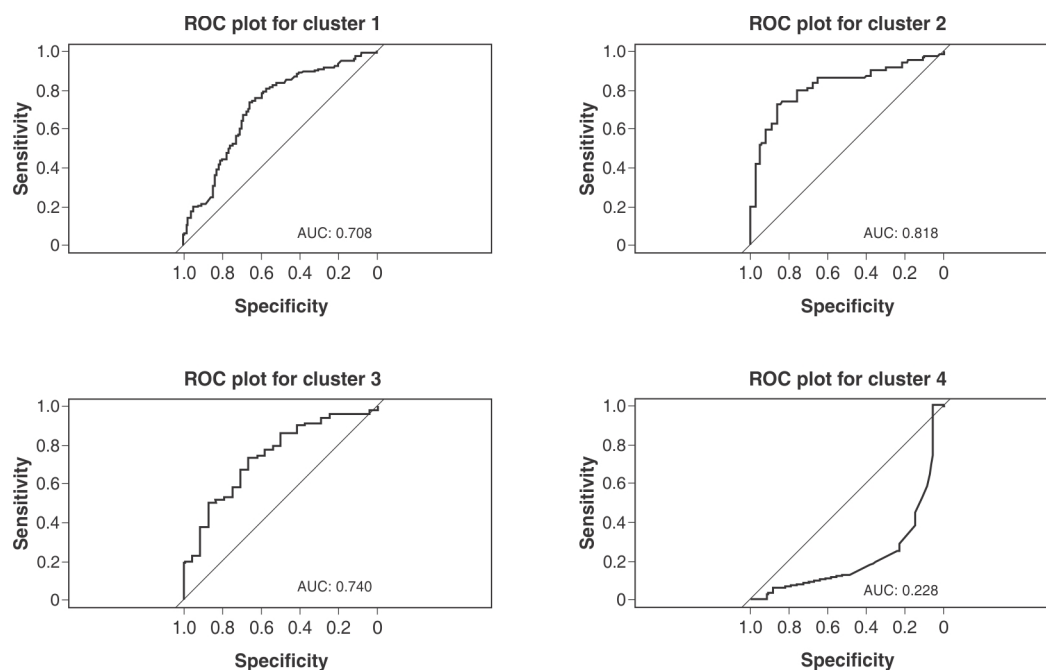 ROC plot for cluster 1
1.0
0.8
0.6
0.4
0.2
0
Sensitivity
AUC: 0.708
1.0 0.8 0.6 0.4 0.2 0
Specificity
ROC plot for cluster 2
1.0
0.8
0.6
0.4
0.2
0
Sensitivity
AUC: 0.818
1.0 0.8 0.6 0.4 0.2 0
Specificity
ROC plot for cluster 3
1.0
0.8
0.6
0.4
0.2
0
Sensitivity
AUC: 0.740
1.0 0.8 0.6 0.4 0.2 0
Specificity
ROC plot for cluster 4
1.0
0.8
0.6
0.4
0.2
0
Sensitivity
AUC: 0.228
1.0 0.8 0.6 0.4 0.2 0
Specificity